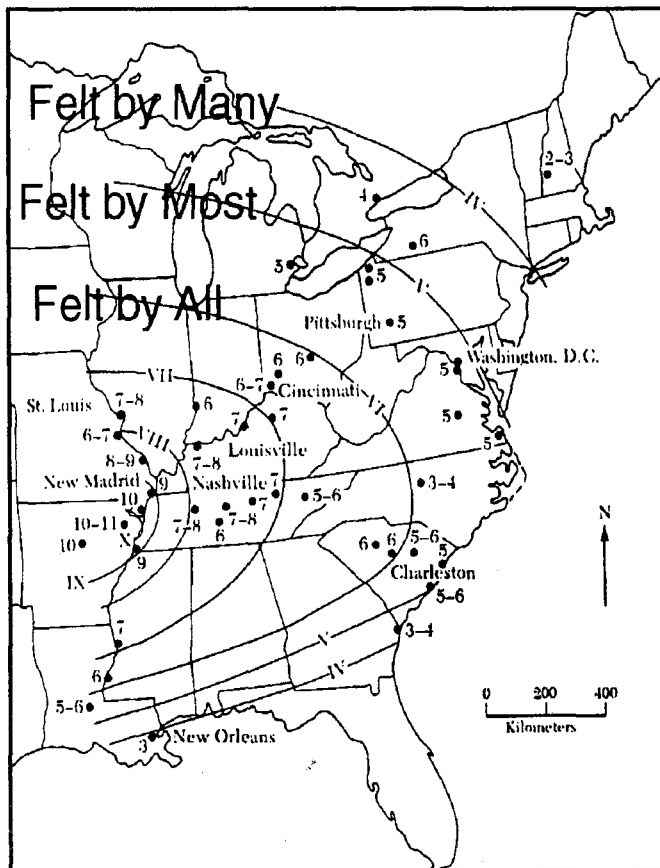 Felt by Many
2-3
4
IV
Felt by Most
6
3
5
V
Felt by All
Pittsburgh 5
6 6
Washington, D.C.
5
VII
6-7
Cincinnati
VI
St. Louis
7-8
6
7
7
5
6-7
VIII
Louisville
5
8-9
7-8
New Madrid
9
Nashville
7
7
5-6
3-4
10
7-8
7-8
6
10-11
10
X
9
6
6
5-6
5
IX
Charleston
5-6
N
7
V
3-4
6
IV
5-6
0 200 400
Kilometers
3
New Orleans